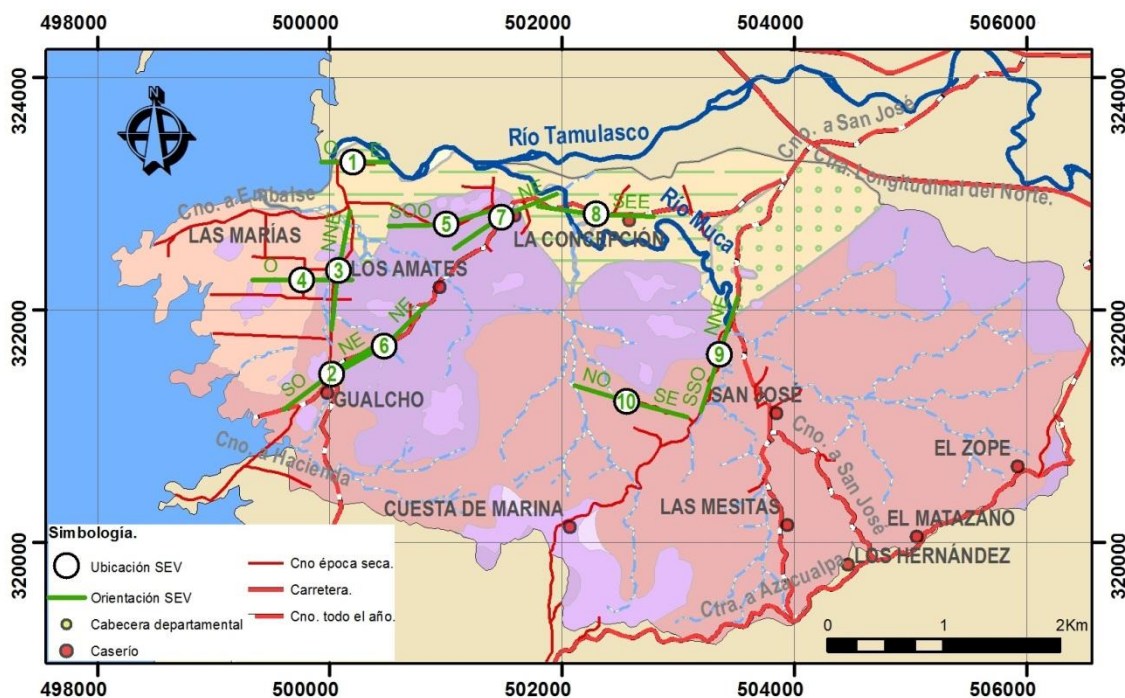 498000 500000 502000 504000 506000
324000
324000
N
Río Tamulasco
Cno. a San José
Ctra. Longitudinal del Norte.
O
E
1
Cno. a Embalse
LAS MARÍAS
NNE
SOO
5
NE
7
8
SEE
Río Muca
LA CONCEPCIÓN
O
4
3
LOS AMATES
322000
322000
NE
NE
6
SO
2
GUALCHO
NNE
9
SSO
NO
10
SE
SAN JOSÉ
Cno. a Hacienda
Cno. a San José
EL ZOPE
CUESTA DE MARINA
LAS MESITAS
EL MATAZANO
LOS HERNÁNDEZ
Ctra. a Azacualpa
320000
320000
Simbología.
Ubicación SEV
Orientación SEV
Cabecera departamental
Caserío
Cno época seca.
Carretera.
Cno. todo el año.
0 1 2Km
498000 500000 502000 504000 506000